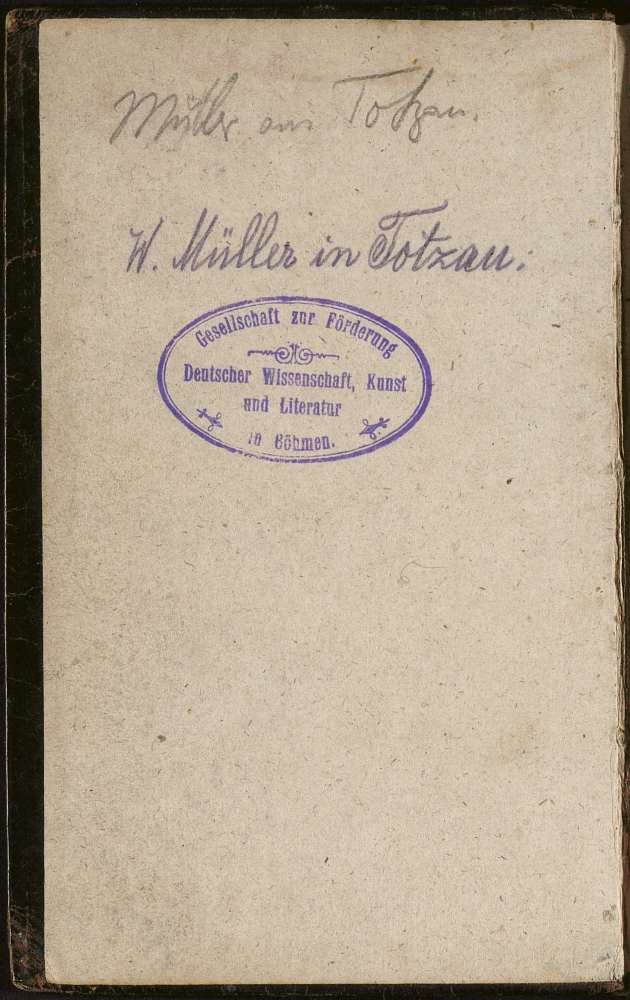 Müller aus Totzau.
W. Müller in Totzau.
Gesellschaft zur Förderung
Deutscher Wissenschaft, Kunst
und Literatur
in Böhmen.